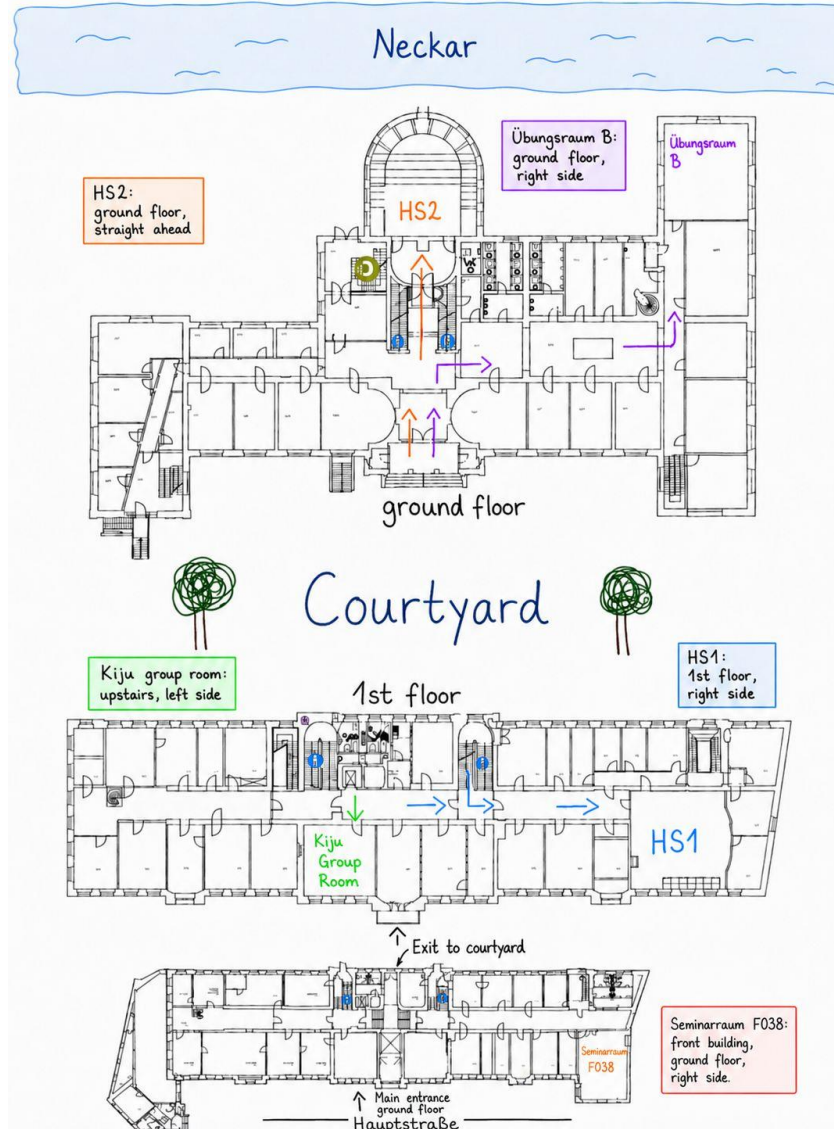 Neckar
Übungsraum B:
ground floor,
right side
Übungsraum
B
HS2:
ground floor,
straight ahead
HS2
ground floor
Courtyard
Kiju group room:
upstairs, left side
HS1:
1st floor,
right side
1st floor
Kiju
Group
Room
HS1
Exit to courtyard
Seminarraum F038:
front building,
ground floor,
right side.
Seminarraum
F038
Main entrance
ground floor
Hauptstraße